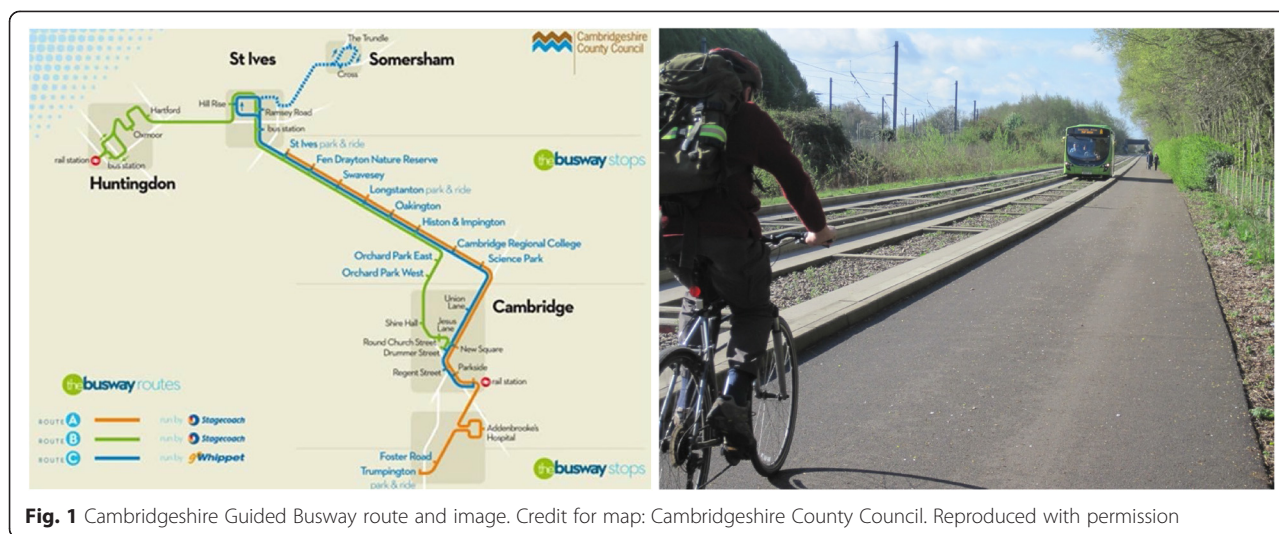 Cambridgeshire
County Council
The Trundle
St Ives
Somersham
Cross
Hill Rise
Ramsey Road
bus station
Hartford
Oxmoor
rail station
bus station
Huntingdon
St Ives park & ride
the busway stops
Fen Drayton Nature Reserve
Swavesey
Longstanton park & ride
Oakington
Histon & Impington
Cambridge Regional College
Orchard Park East
Science Park
Orchard Park West
Union
Lane
Cambridge
Shire Hall
Jesus
Lane
Round Church Street
New Square
Drummer Street
Regent Street
Parkside
rail station
the busway routes
Addenbrooke's
Hospital
ROUTE A run by Stagecoach
ROUTE B run by Stagecoach
ROUTE C run by Whippet
Foster Road
Trumpington
park & ride
the busway stops
Fig. 1 Cambridgeshire Guided Busway route and image. Credit for map: Cambridgeshire County Council. Reproduced with permission